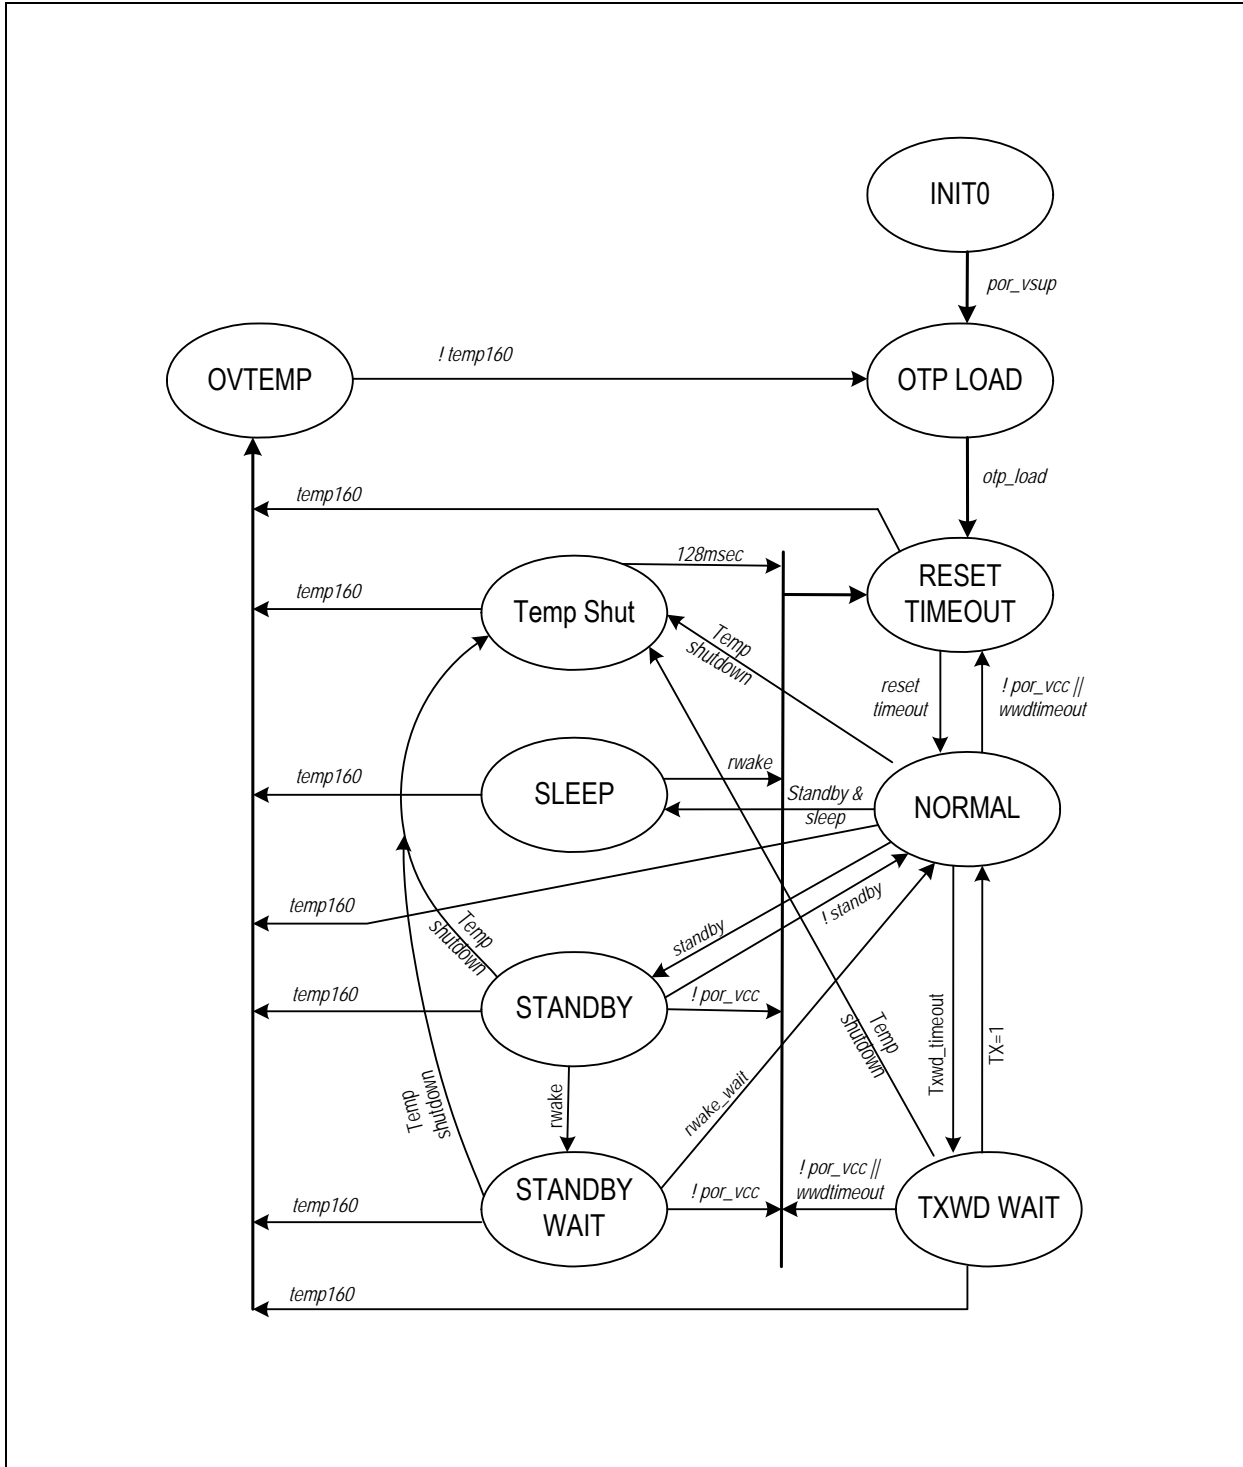 INIT0
por_vsup
OVTEMP
! temp160
OTP LOAD
otp_load
temp160
128msec
RESET
TIMEOUT
temp160
Temp Shut
Temp
shutdown
reset
timeout
! por_vcc ||
wwdtimeout
temp160
SLEEP
rwake
Standby &
sleep
NORMAL
temp160
Temp
shutdown
standby
! standby
temp160
STANDBY
! por_vcc
Temp
shutdown
Txwd_timeout
TX=1
Temp
shutdown
rwake
rwake_wait
temp160
STANDBY
WAIT
! por_vcc
! por_vcc ||
wwdtimeout
TXWD WAIT
temp160